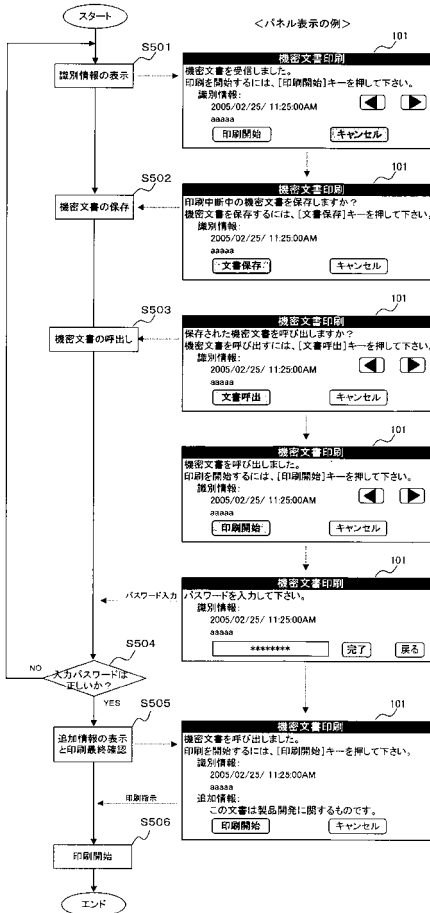 スタート
<パネル表示の例>
S501
識別情報の表示
101
機密文書印刷
機密文書を受信しました。
印刷を開始するには、[印刷開始]キーを押して下さい。
識別情報:
2005/02/25/ 11:25:00AM
aaaaa
印刷開始
キャンセル
S502
機密文書の保存
101
機密文書印刷
印刷中断中の機密文書を保存しますか？
機密文書を保存するには、[文書保存]キーを押して下さい。
識別情報:
2005/02/25/ 11:25:00AM
aaaaa
文書保存
キャンセル
S503
機密文書の呼出し
101
機密文書印刷
保存された機密文書を呼び出しますか？
機密文書を呼び出すには、[文書呼出]キーを押して下さい。
識別情報:
2005/02/25/ 11:25:00AM
aaaaa
文書呼出
キャンセル
101
機密文書印刷
機密文書を呼び出しました。
印刷を開始するには、[印刷開始]キーを押して下さい。
識別情報:
2005/02/25/ 11:25:00AM
aaaaa
印刷開始
キャンセル
101
機密文書印刷
パスワード入力
パスワードを入力して下さい。
識別情報:
2005/02/25/ 11:25:00AM
aaaaa
********
完了
戻る
S504
NO
入力パスワードは
正しいか？
YES
S505
追加情報の表示
と印刷最終確認
101
機密文書印刷
機密文書を呼び出しました。
印刷を開始するには、[印刷開始]キーを押して下さい。
識別情報:
2005/02/25/ 11:25:00AM
aaaaa
追加情報:
この文書は製品開発に関するものです。
印刷開始
キャンセル
印刷指示
S506
印刷開始
エンド